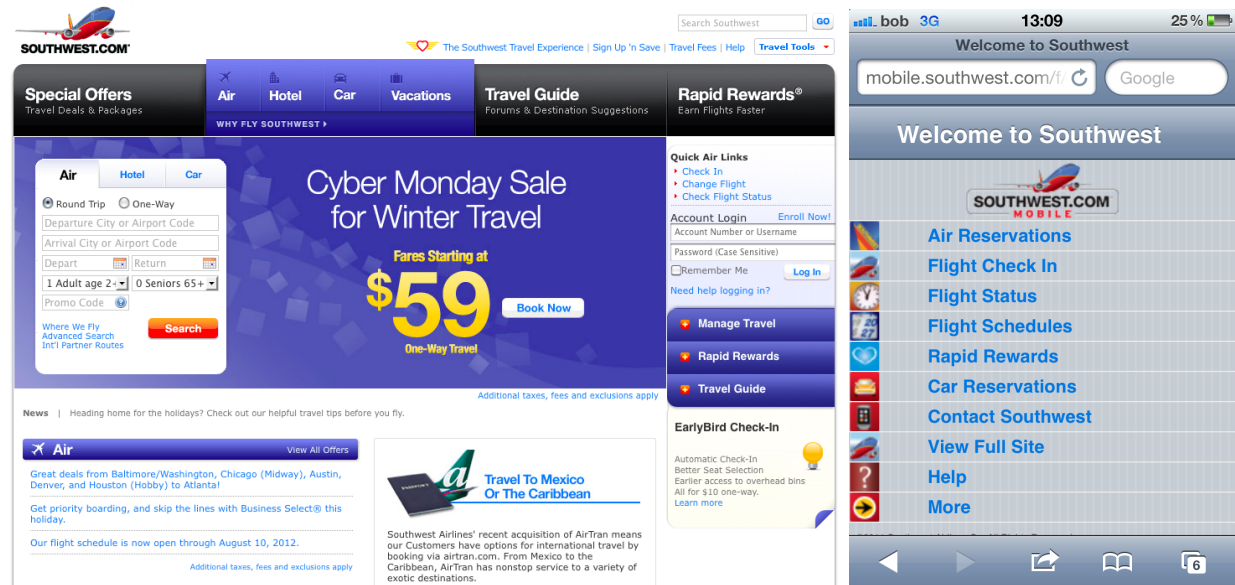 SOUTHWEST.COM®
Search Southwest
GO
The Southwest Travel Experience | Sign Up 'n Save | Travel Fees | Help
Travel Tools
Special Offers
Travel Deals & Packages
Air
Hotel
Car
Vacations
WHY FLY SOUTHWEST
Travel Guide
Forums & Destination Suggestions
Rapid Rewards®
Earn Flights Faster
Air
Hotel
Car
Round Trip
One-Way
Departure City or Airport Code
Arrival City or Airport Code
Depart
Return
1 Adult age 2+
0 Seniors 65+
Promo Code
?
Where We Fly
Advanced Search
Int'l Partner Routes
Search
Cyber Monday Sale
for Winter Travel
Fares Starting at
$59
One-Way Travel
Book Now
Additional taxes, fees and exclusions apply
Quick Air Links
Check In
Change Flight
Check Flight Status
Account Login
Enroll Now!
Account Number or Username
Password (Case Sensitive)
Remember Me
Log In
Need help logging in?
Manage Travel
Rapid Rewards
Travel Guide
EarlyBird Check-In
Automatic Check-In
Better Seat Selection
Earlier access to overhead bins
All for $10 one-way.
Learn more
News | Heading home for the holidays? Check out our helpful travel tips before you fly.
Air
View All Offers
Great deals from Baltimore/Washington, Chicago (Midway), Austin,
Denver, and Houston (Hobby) to Atlanta!
Get priority boarding, and skip the lines with Business Select® this
holiday.
Our flight schedule is now open through August 10, 2012.
Additional taxes, fees and exclusions apply
PASSPORT
a
Travel To Mexico
Or The Caribbean
Southwest Airlines' recent acquisition of AirTran means
our Customers have options for international travel by
booking via airtran.com. From Mexico to the
Caribbean, AirTran has nonstop service to a variety of
exotic destinations.
bob 3G
13:09
25%
Welcome to Southwest
mobile.southwest.com/f/
Google
Welcome to Southwest
SOUTHWEST.COM
MOBILE
Air Reservations
Flight Check In
Flight Status
Flight Schedules
20
27
Rapid Rewards
Car Reservations
Contact Southwest
View Full Site
?
Help
More
6